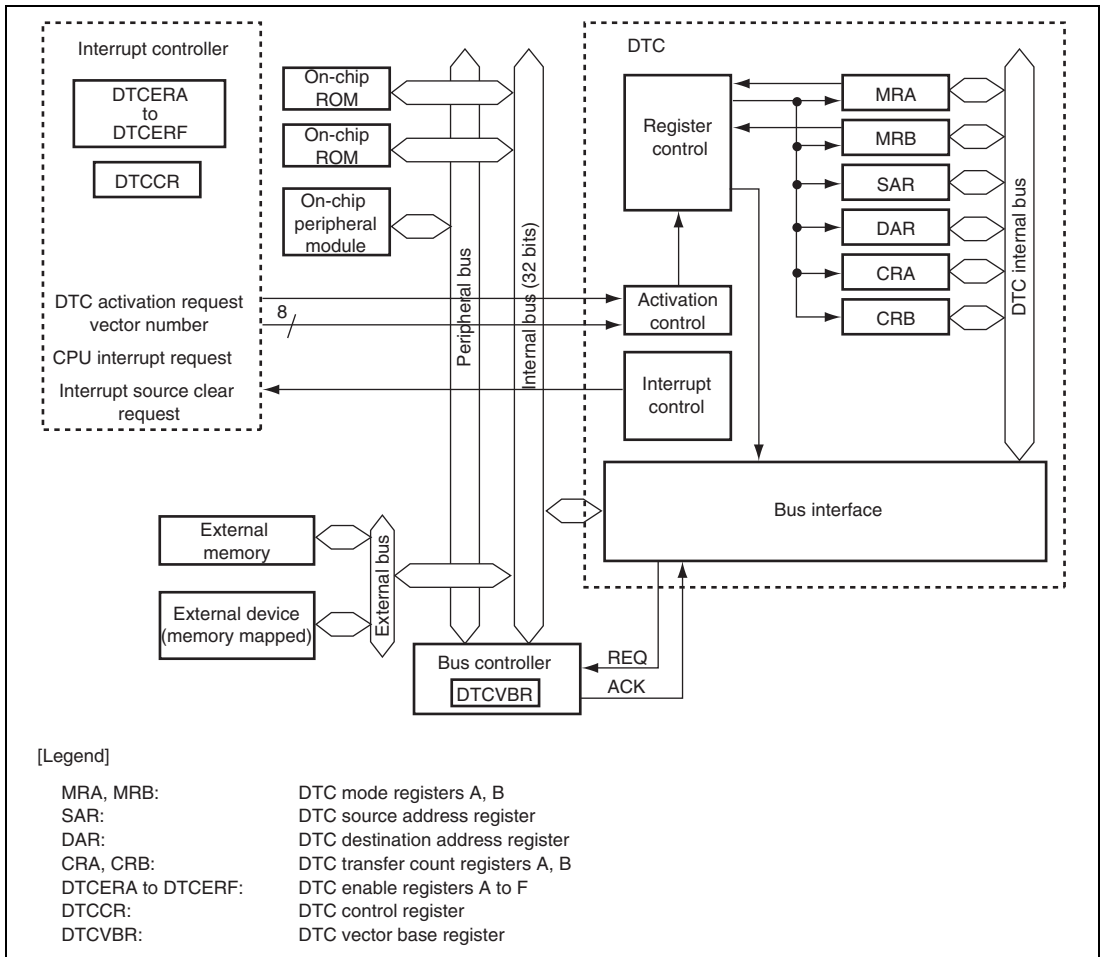 Interrupt controller
DTCERA
to
DTCERF
DTCCR
DTC activation request
vector number
8
CPU interrupt request
Interrupt source clear
request
On-chip
ROM
On-chip
ROM
On-chip
peripheral
module
Peripheral bus
Internal bus (32 bits)
External
memory
External device
(memory mapped)
External bus
Bus controller
DTCVBR
REQ
ACK
DTC
Register
control
Activation
control
Interrupt
control
MRA
MRB
SAR
DAR
CRA
CRB
DTC internal bus
Bus interface
[Legend]
MRA, MRB: DTC mode registers A, B
SAR: DTC source address register
DAR: DTC destination address register
CRA, CRB: DTC transfer count registers A, B
DTCERA to DTCERF: DTC enable registers A to F
DTCCR: DTC control register
DTCVBR: DTC vector base register